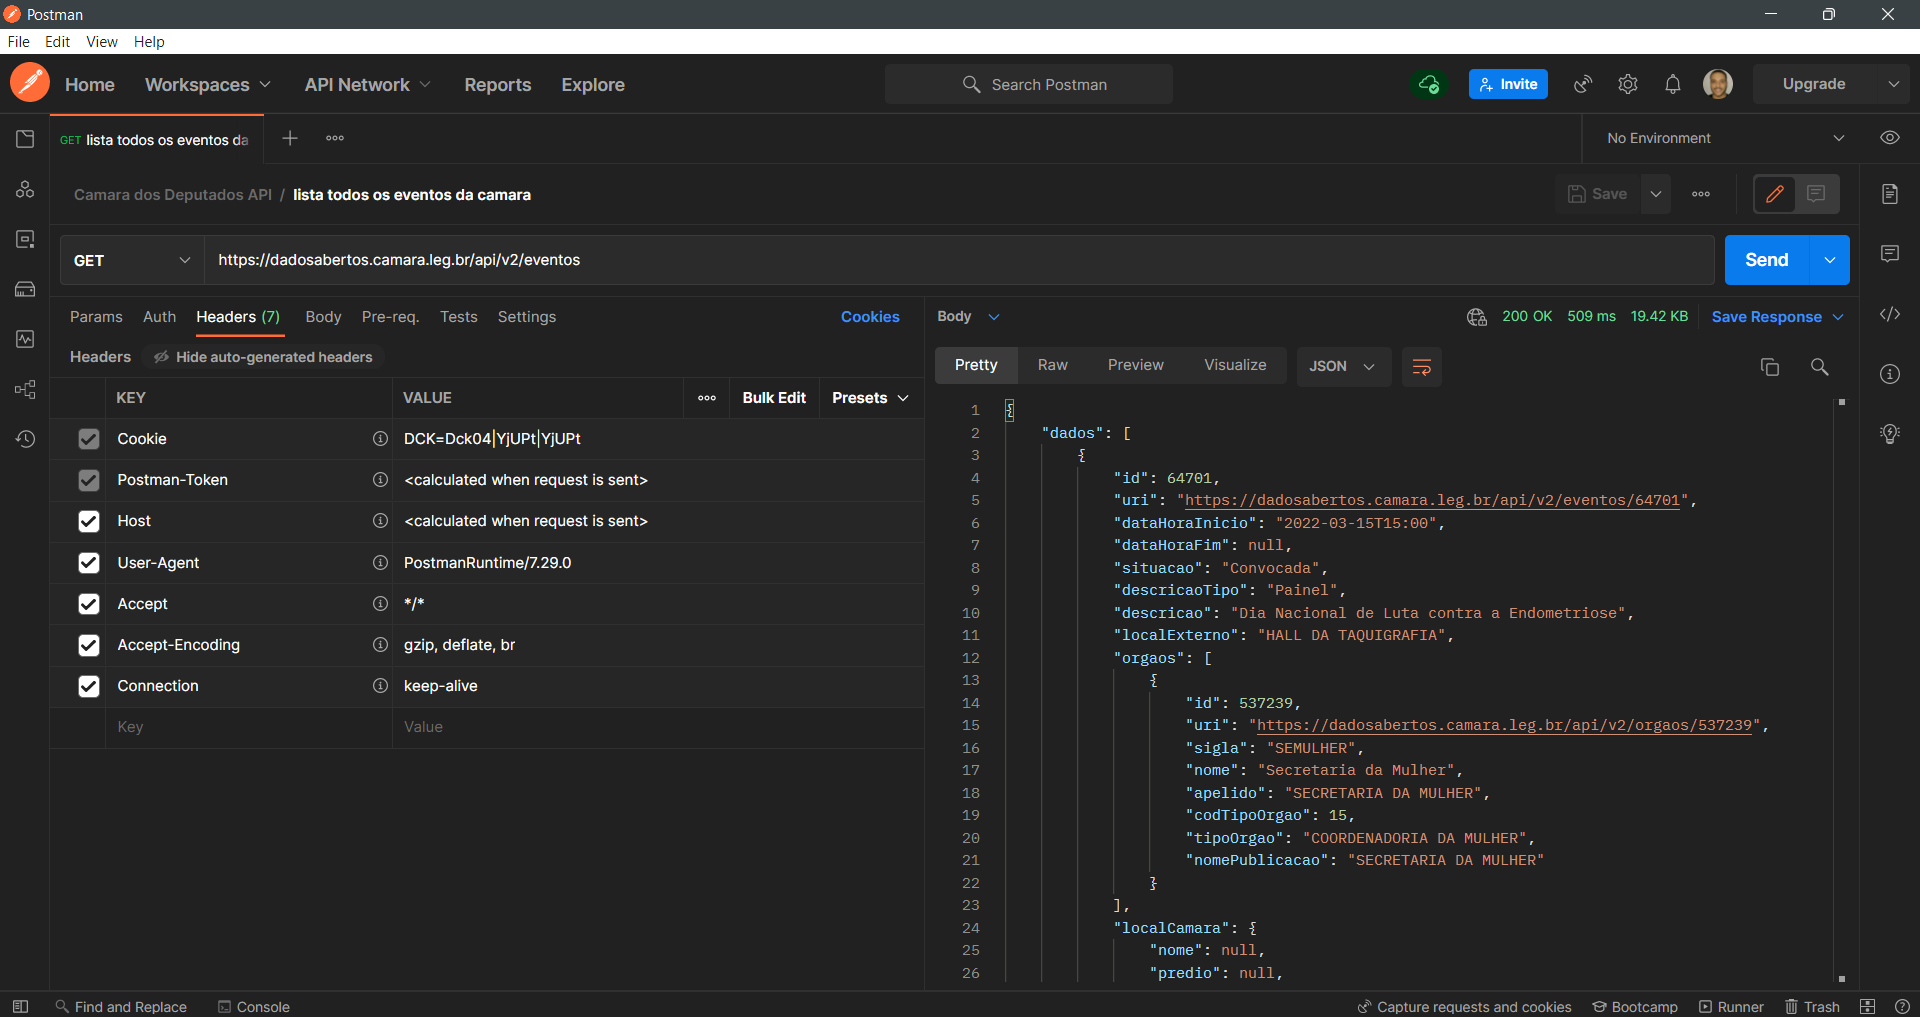 Postman
File Edit View Help
Home Workspaces API Network Reports Explore Search Postman Invite Upgrade
GET lista todos os eventos da No Environment
Camara dos Deputados API / lista todos os eventos da camara Save
GET https://dadosabertos.camara.leg.br/api/v2/eventos Send
Params Auth Headers (7) Body Pre-req. Tests Settings Cookies
Body 200 OK 509 ms 19.42 KB Save Response
Headers Hide auto-generated headers
KEY VALUE Bulk Edit Presets
Cookie DCK=Dck04|YjUPt|YjUPt
Postman-Token <calculated when request is sent>
Host <calculated when request is sent>
User-Agent PostmanRuntime/7.29.0
Accept */*
Accept-Encoding gzip, deflate, br
Connection keep-alive
Key Value
Pretty Raw Preview Visualize JSON
1 {
2 "dados": [
3 {
4 "id": 64701,
5 "uri": "https://dadosabertos.camara.leg.br/api/v2/eventos/64701",
6 "dataHoraInicio": "2022-03-15T15:00",
7 "dataHoraFim": null,
8 "situacao": "Convocada",
9 "descricaoTipo": "Painel",
10 "descricao": "Dia Nacional de Luta contra a Endometriose",
11 "localExterno": "HALL DA TAQUIGRAFIA",
12 "orgaos": [
13 {
14 "id": 537239,
15 "uri": "https://dadosabertos.camara.leg.br/api/v2/orgaos/537239",
16 "sigla": "SEMULHER",
17 "nome": "Secretaria da Mulher",
18 "apelido": "SECRETARIA DA MULHER",
19 "codTipoOrgao": 15,
20 "tipoOrgao": "COORDENADORIA DA MULHER",
21 "nomePublicacao": "SECRETARIA DA MULHER"
22 }
23 ],
24 "localCamara": {
25 "nome": null,
26 "predio": null,
Find and Replace Console Capture requests and cookies Bootcamp Runner Trash